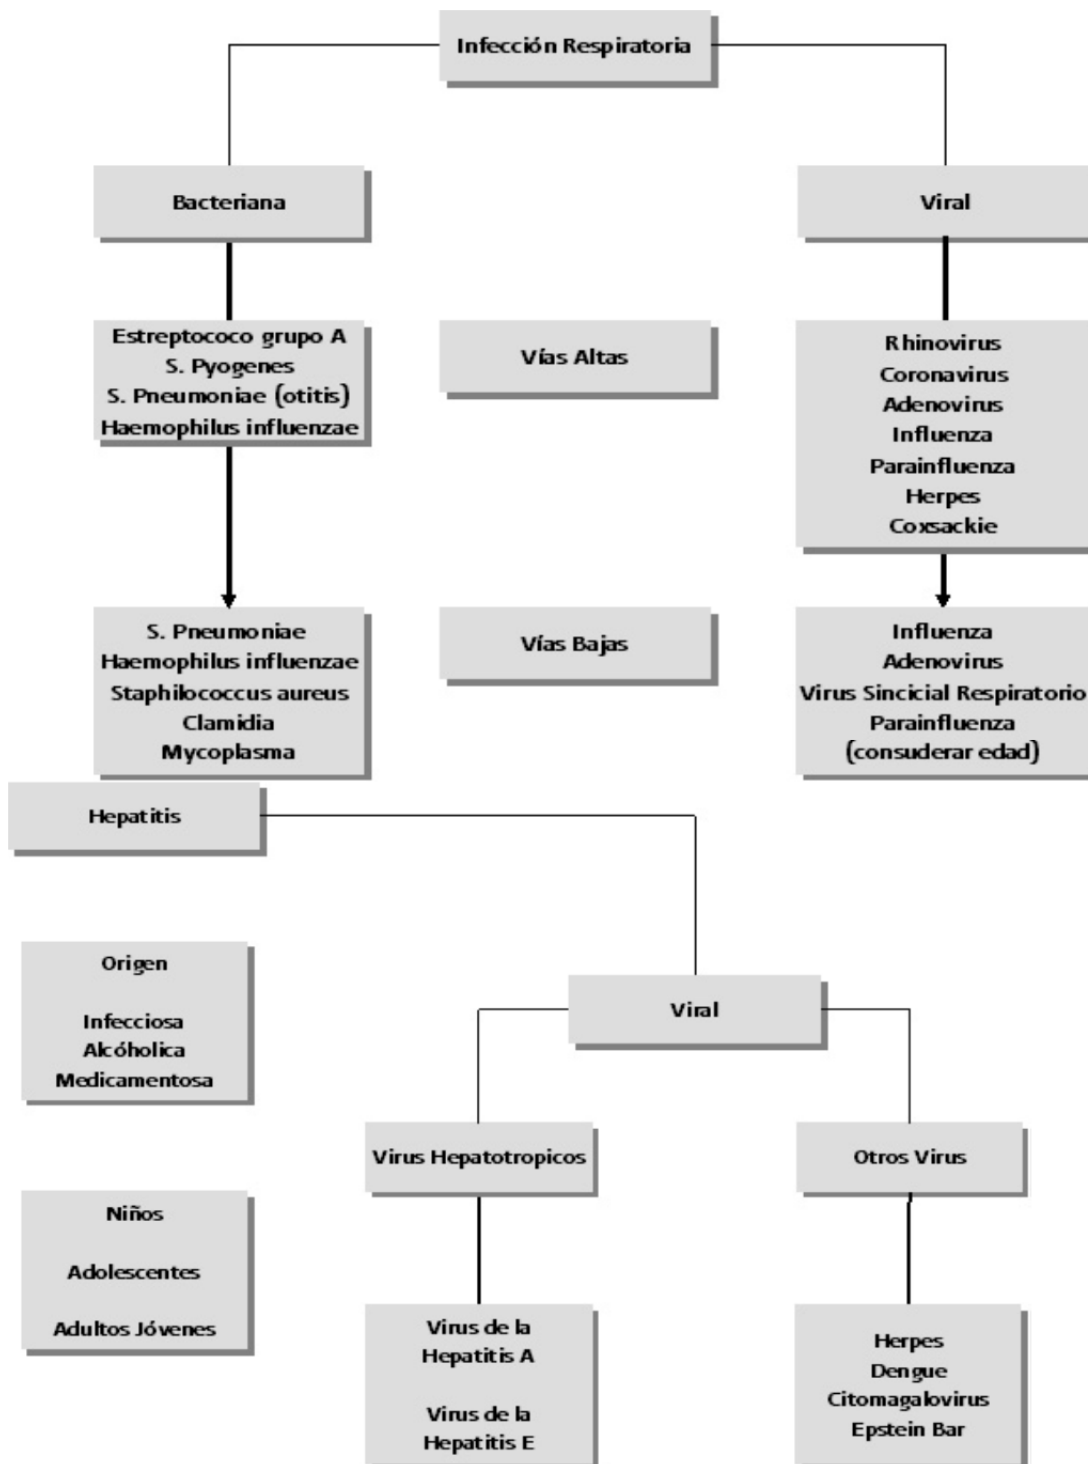 Infección Respiratoria
Bacteriana
Viral
Estreptococo grupo A
S. Pyogenes
S. Pneumoniae (otitis)
Haemophilus influenzae
Vías Altas
Rhinovirus
Coronavirus
Adenovirus
Influenza
Parainfluenza
Herpes
Coxsackie
S. Pneumoniae
Haemophilus influenzae
Staphilococcus aureus
Clamidia
Mycoplasma
Vías Bajas
Influenza
Adenovirus
Virus Sincicial Respiratorio
Parainfluenza
(consuderar edad)
Hepatitis
Origen
Infecciosa
Alcóholica
Medicamentosa
Viral
Virus Hepatotropicos
Otros Virus
Niños
Adolescentes
Adultos Jóvenes
Virus de la
Hepatitis A
Virus de la
Hepatitis E
Herpes
Dengue
Citomagalovirus
Epstein Bar